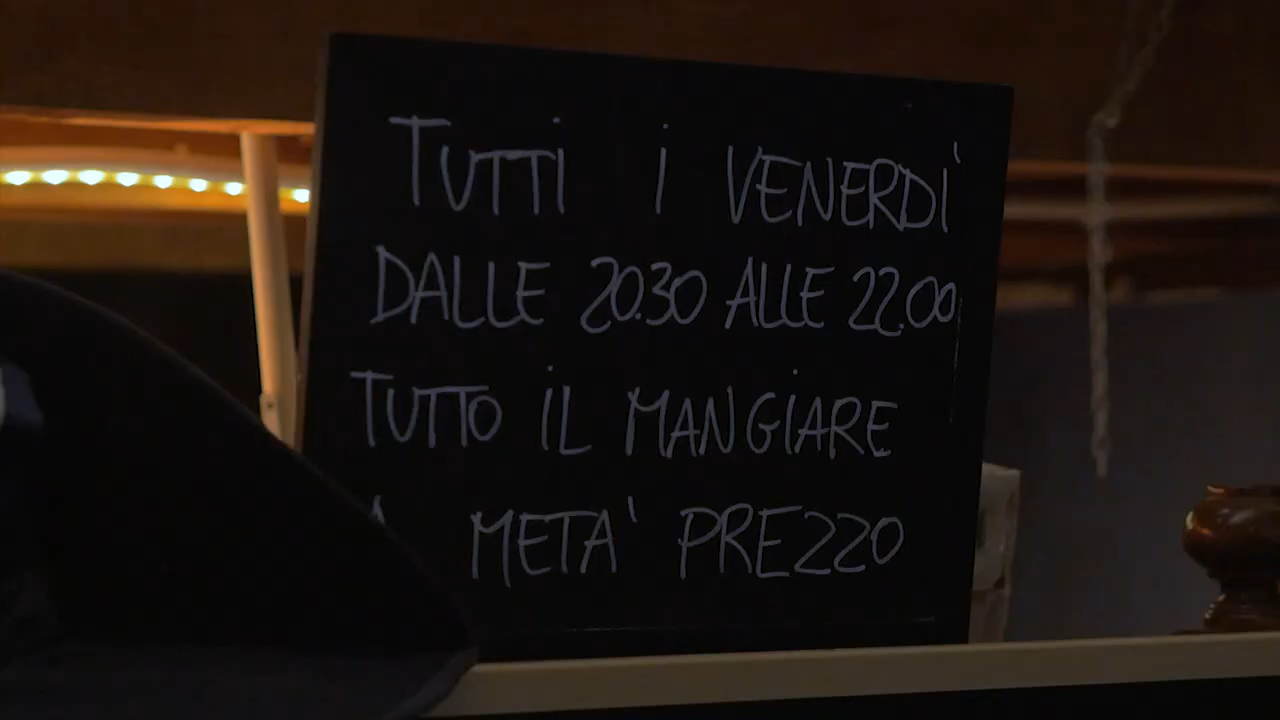 TUTTI I VENERDI'
DALLE 20.30 ALLE 22.00
TUTTO IL MANGIARE
A META' PREZZO